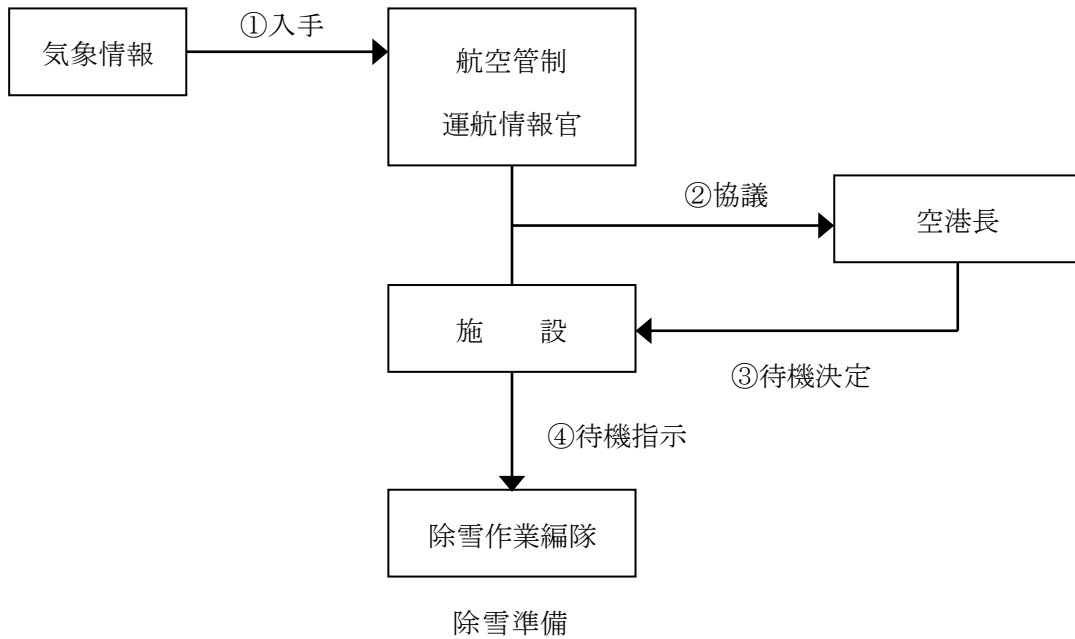 ①入手
気象情報
航空管制
運航情報官
②協議
空港長
施　　設
③待機決定
④待機指示
除雪作業編隊
除雪準備